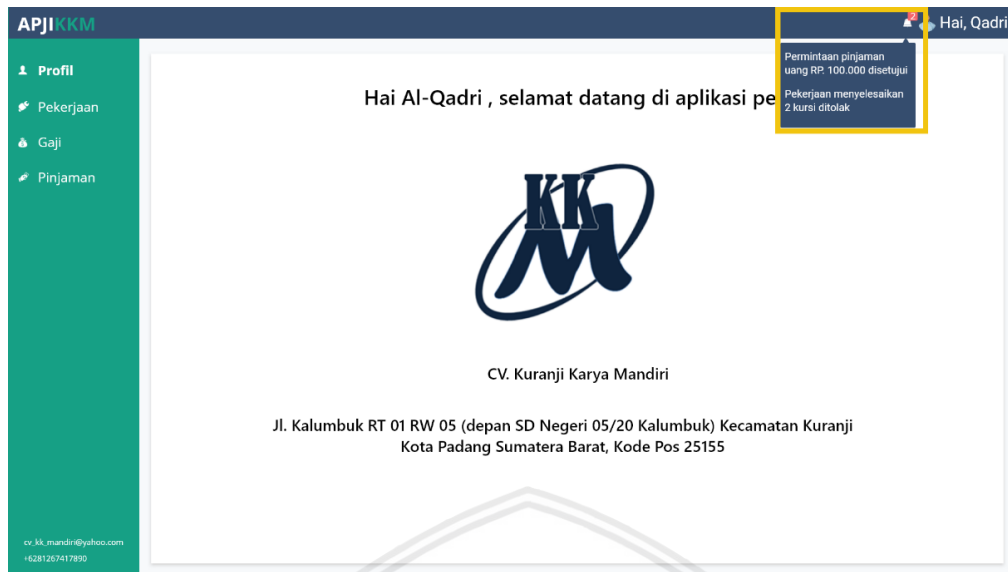 APJIKKM
2
Hai, Qadri
Profil
Pekerjaan
Gaji
Pinjaman
Permintaan pinjaman
uang RP. 100.000 disetujui
Pekerjaan menyelesaikan
2 kursi ditolak
Hai Al-Qadri , selamat datang di aplikasi pe
KKM
CV. Kuranji Karya Mandiri
Jl. Kalumbuk RT 01 RW 05 (depan SD Negeri 05/20 Kalumbuk) Kecamatan Kuranji
Kota Padang Sumatera Barat, Kode Pos 25155
cv_kk_mandiri@yahoo.com
+6281267417890